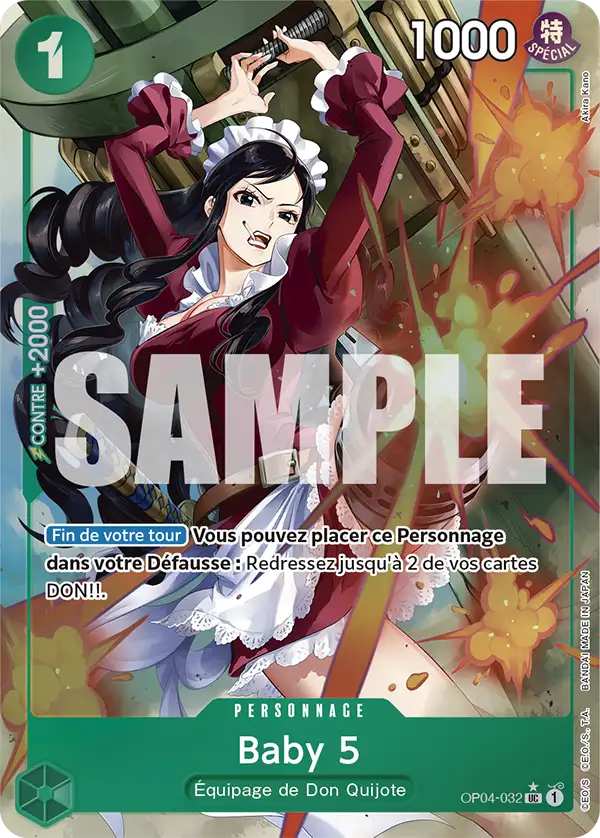 1
1000
特
SPÉCIAL
Akira Kano
CONTRE +2000
SAMPLE
Fin de votre tour Vous pouvez placer ce Personnage
dans votre Défausse : Redressez jusqu'à 2 de vos cartes
DON!!.
©E.O/S ©E.O./S., T.A. BANDAI MADE IN JAPAN
PERSONNAGE
Baby 5
Équipage de Don Quijote
OP04-032 UC 1